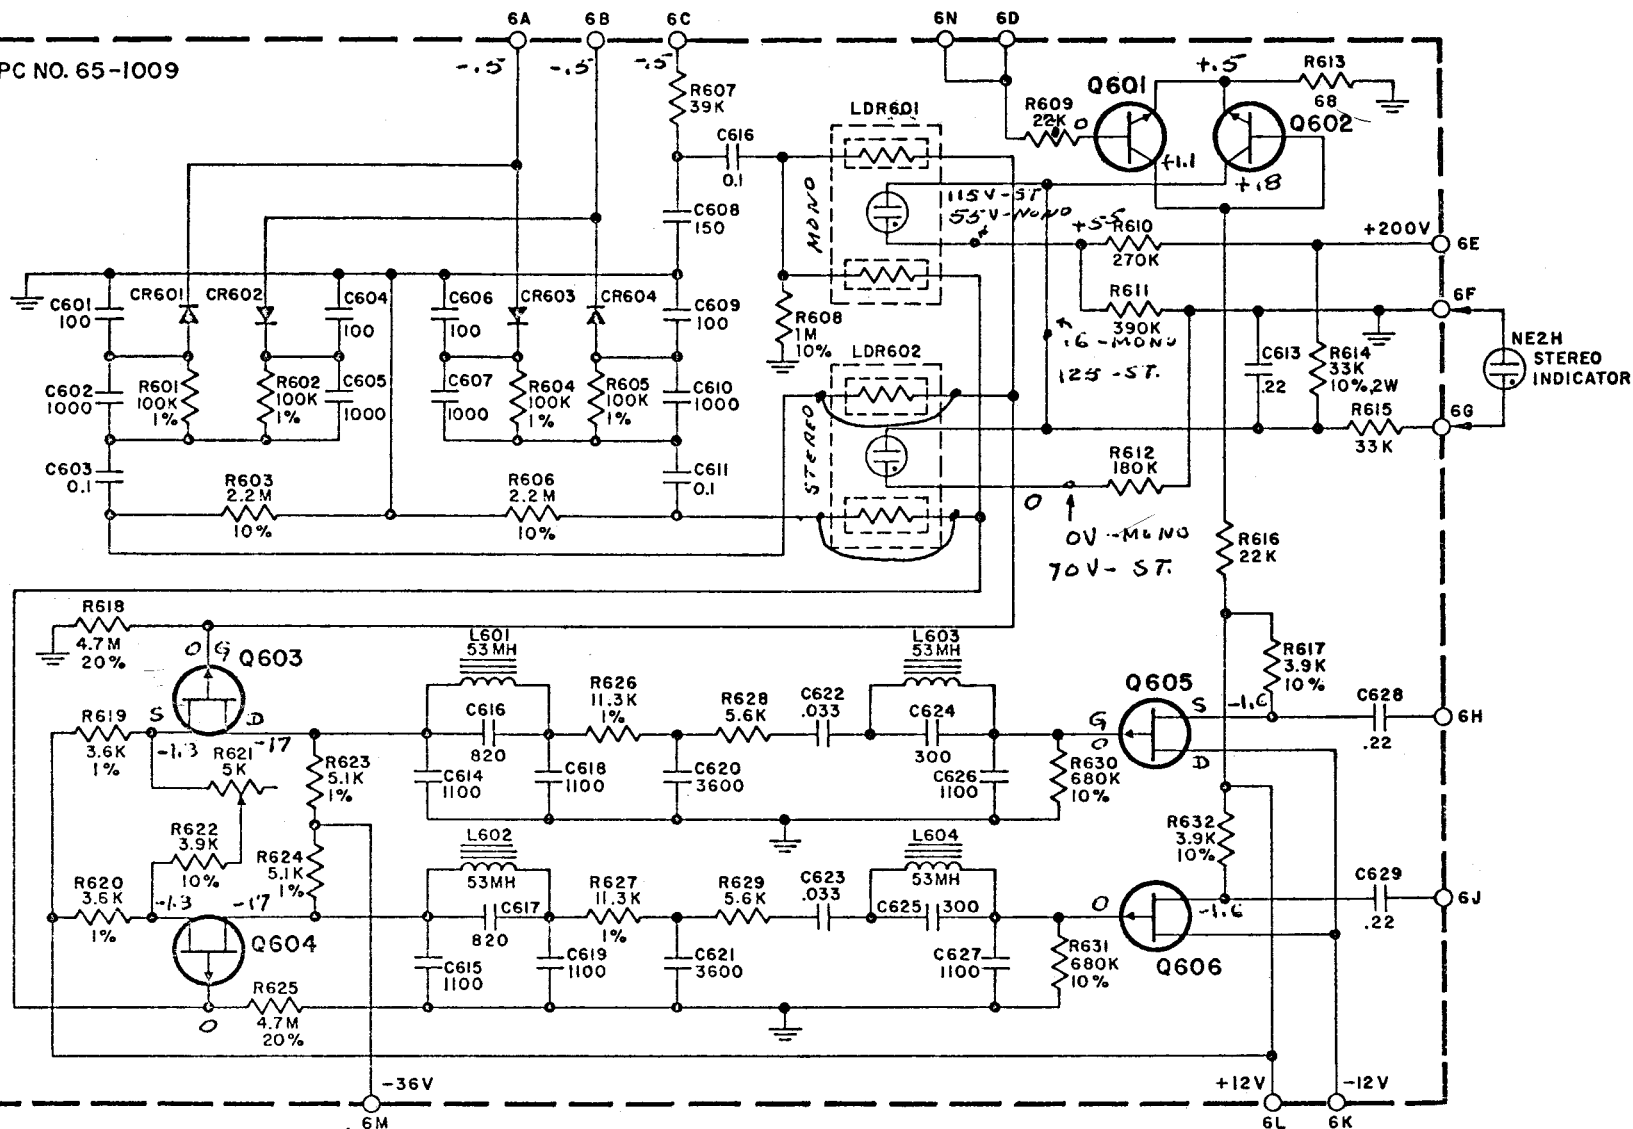 6A
6B
6C
6N
6D
PC NO. 65-1009
-.5
-.5
-.5
R607
39K
C616
0.1
LDR601
R609
22K
0
Q601
+.5
R613
68
Q602
+1.1
+.8
C608
150
MONO
115V-ST
55V-MONO
+55
R610
270K
+200V
6E
C601
100
CR601
CR602
C604
100
C606
100
CR603
CR604
C609
100
R608
1M
10%
R611
390K
.6-MONO
125-ST.
6F
C613
.22
R614
33K
10%,2W
NE2H
STEREO
INDICATOR
C602
1000
R601
100K
1%
R602
100K
1%
C605
1000
C607
1000
R604
100K
1%
R605
100K
1%
C610
1000
LDR602
STEREO
R615
33K
6G
C603
0.1
R603
2.2M
10%
R606
2.2M
10%
C611
0.1
R612
180K
0
0V-MONO
70V-ST.
R616
22K
R618
4.7M
20%
0
G
Q603
L601
53MH
L603
53MH
R617
3.9K
10%
R619
3.6K
1%
S
D
-1.3
-17
R621
5K
R623
5.1K
1%
C616
820
R626
11.3K
1%
R628
5.6K
C622
.033
C624
300
G
0
Q605
S
-1.6
D
C628
.22
6H
C614
1100
C618
1100
C620
3600
C626
1100
R630
680K
10%
R622
3.9K
10%
R624
5.1K
1%
L602
53MH
L604
53MH
R632
3.9K
10%
R620
3.6K
1%
-1.3
-17
Q604
C617
820
R627
11.3K
1%
R629
5.6K
C623
.033
C625
300
0
-1.6
Q606
C629
.22
6J
C615
1100
C619
1100
C621
3600
C627
1100
R631
680K
10%
0
R625
4.7M
20%
-36V
6M
+12V
6L
-12V
6K